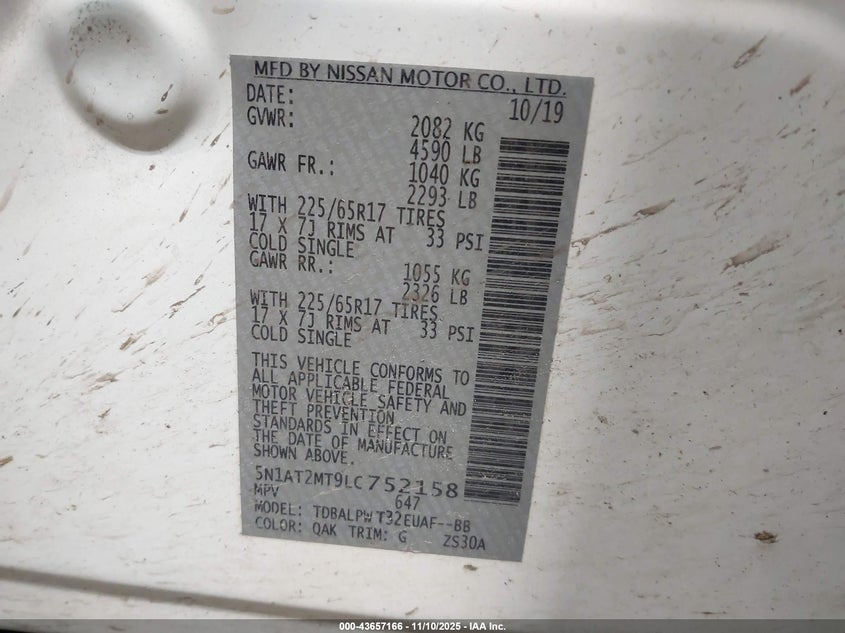 MFD BY NISSAN MOTOR CO., LTD.
DATE: 10/19
GVWR: 2082 KG
4590 LB
GAWR FR.: 1040 KG
2293 LB
WITH 225/65R17 TIRES
17 X 7J RIMS AT 33 PSI
COLD SINGLE
GAWR RR.: 1055 KG
2326 LB
WITH 225/65R17 TIRES
17 X 7J RIMS AT 33 PSI
COLD SINGLE
THIS VEHICLE CONFORMS TO
ALL APPLICABLE FEDERAL
MOTOR VEHICLE SAFETY AND
THEFT PREVENTION
STANDARDS IN EFFECT ON
THE DATE OF MANUFACTURE
SHOWN ABOVE.
5N1AT2MT9LC752158
MPV 647
MODEL: TDBALPW T32EUAF--BB
COLOR: QAK TRIM: G ZS30A
000-43657166 - 11/10/2025 - IAA Inc.